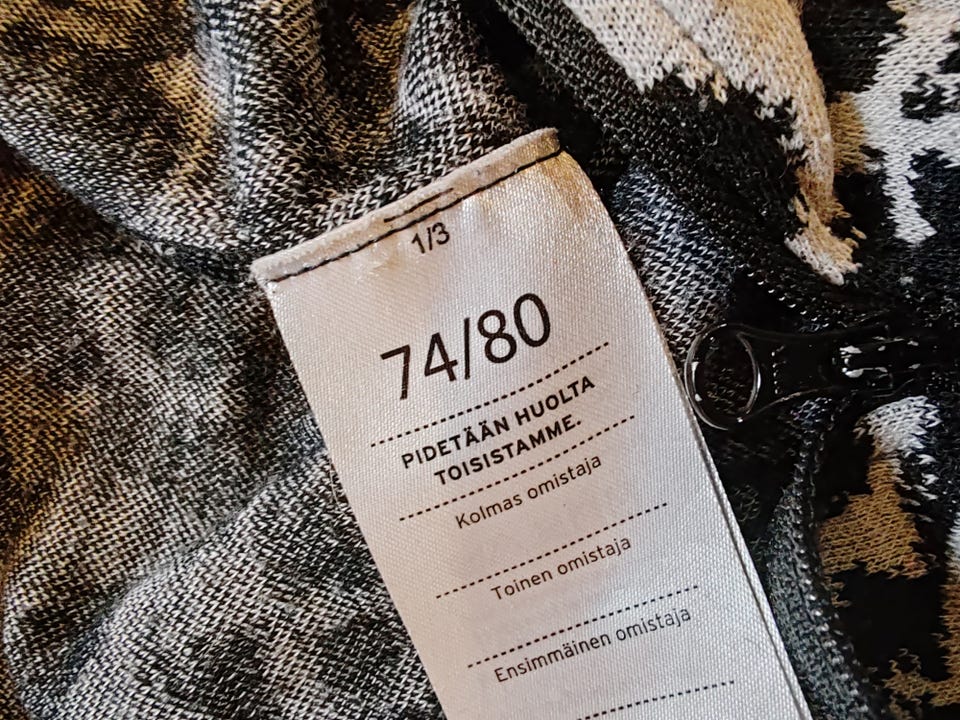 1/3
74/80
PIDETÄÄN HUOLTA
TOISISTAMME.
Kolmas omistaja
Toinen omistaja
Ensimmäinen omistaja